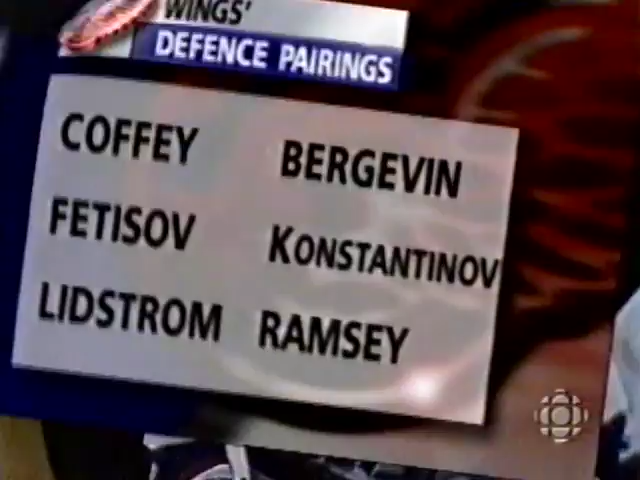 WINGS'
DEFENCE PAIRINGS
COFFEY BERGEVIN
FETISOV KONSTANTINOV
LIDSTROM RAMSEY